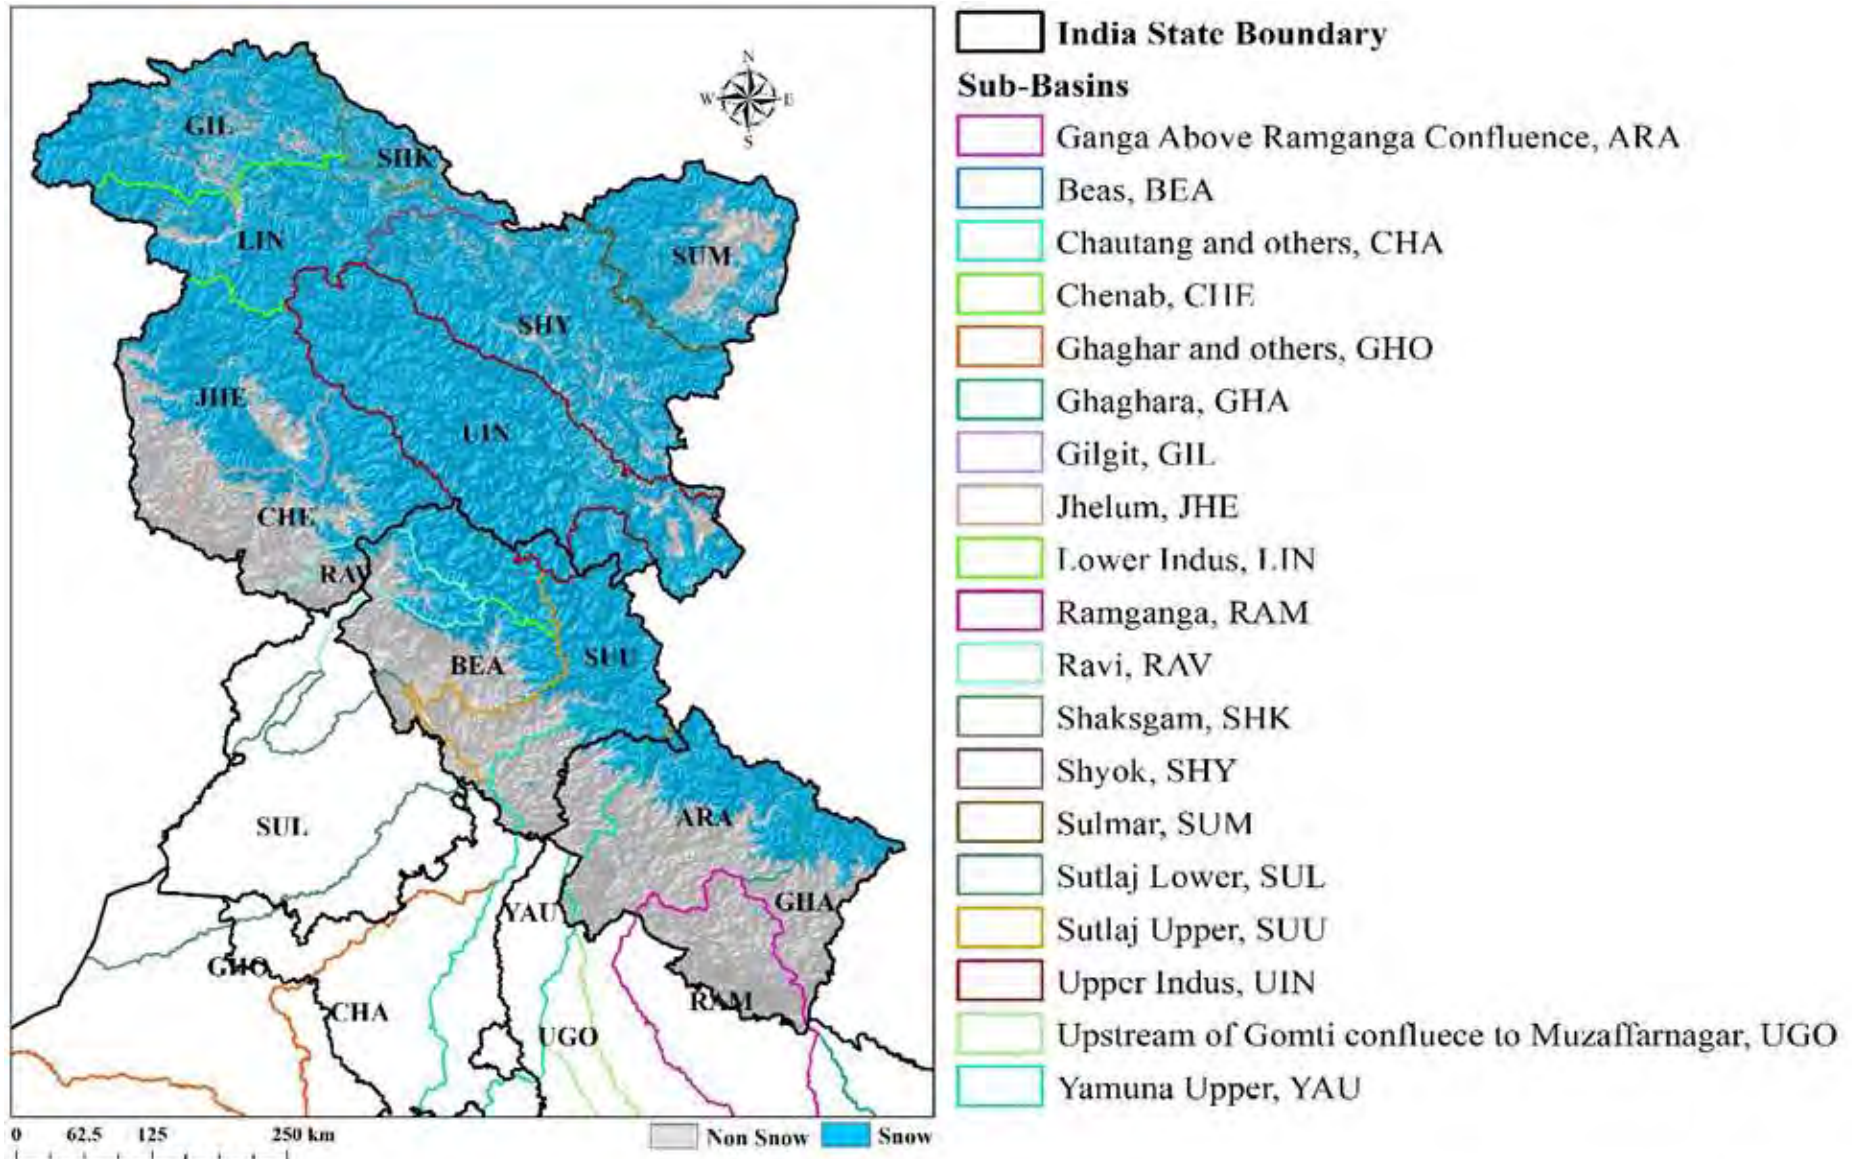 N
W E
S
GIL
SHK
LIN
SUM
SHY
JHE
UIN
CHE
RAV
BEA
SUU
SUL
ARA
GHA
YAU
GHO
RAM
CHA
UGO
0 62.5 125 250 km
Non Snow Snow
India State Boundary
Sub-Basins
Ganga Above Ramganga Confluence, ARA
Beas, BEA
Chautang and others, CHA
Chenab, CHE
Ghaghar and others, GHO
Ghaghara, GHA
Gilgit, GIL
Jhelum, JHE
Lower Indus, LIN
Ramganga, RAM
Ravi, RAV
Shaksgam, SHK
Shyok, SHY
Sulmar, SUM
Sutlaj Lower, SUL
Sutlaj Upper, SUU
Upper Indus, UIN
Upstream of Gomti confluece to Muzaffarnagar, UGO
Yamuna Upper, YAU